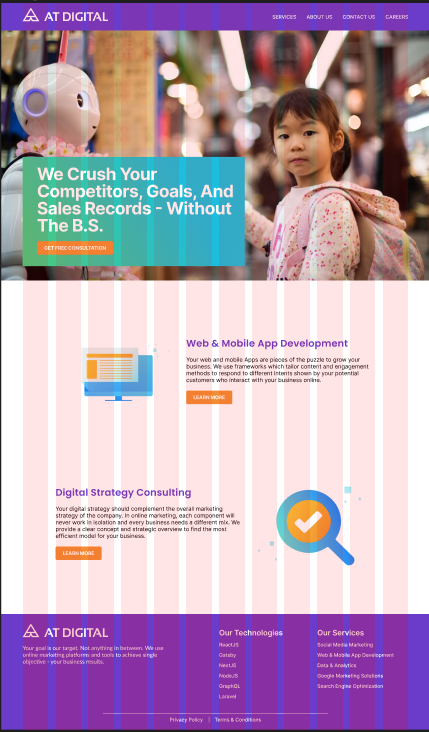 AT DIGITAL
SERVICES ABOUT US CONTACT US CAREERS
We Crush Your
Competitors, Goals, And
Sales Records - Without
The B.S.
GET FREE CONSULTATION
Web & Mobile App Development
Your web and mobile Apps are pieces of the puzzle to grow your
business. We use frameworks which tailor content and engagement
methods to respond to different intents shown by your potential
customers who interact with your business online.
LEARN MORE
Digital Strategy Consulting
Your digital strategy should complement the overall marketing
strategy of the company. In online marketing, each component will
never work in isolation and every business needs a different mix. We
provide a clear concept and strategic overview to find the most
efficient model for your business.
LEARN MORE
AT DIGITAL
Your goal is our target. Not anything in between. We use
online marketing platforms and tools to achieve single
objective - your business results.
Our Technologies
ReactJS
Gatsby
NextJS
NodeJS
GraphQL
Laravel
Our Services
Social Media Marketing
Web & Mobile App Development
Data & Analytics
Google Marketing Solutions
Search Engine Optimization
Privacy Policy | Terms & Conditions